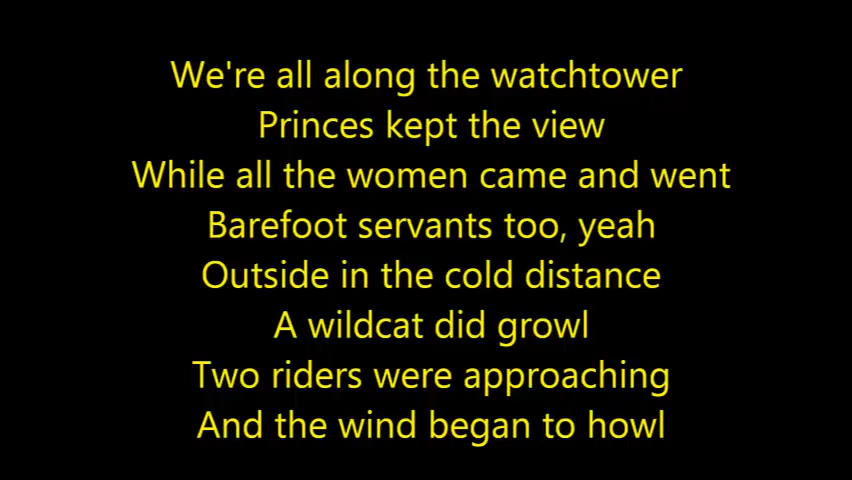 We're all along the watchtower
Princes kept the view
While all the women came and went
Barefoot servants too, yeah
Outside in the cold distance
A wildcat did growl
Two riders were approaching
And the wind began to howl